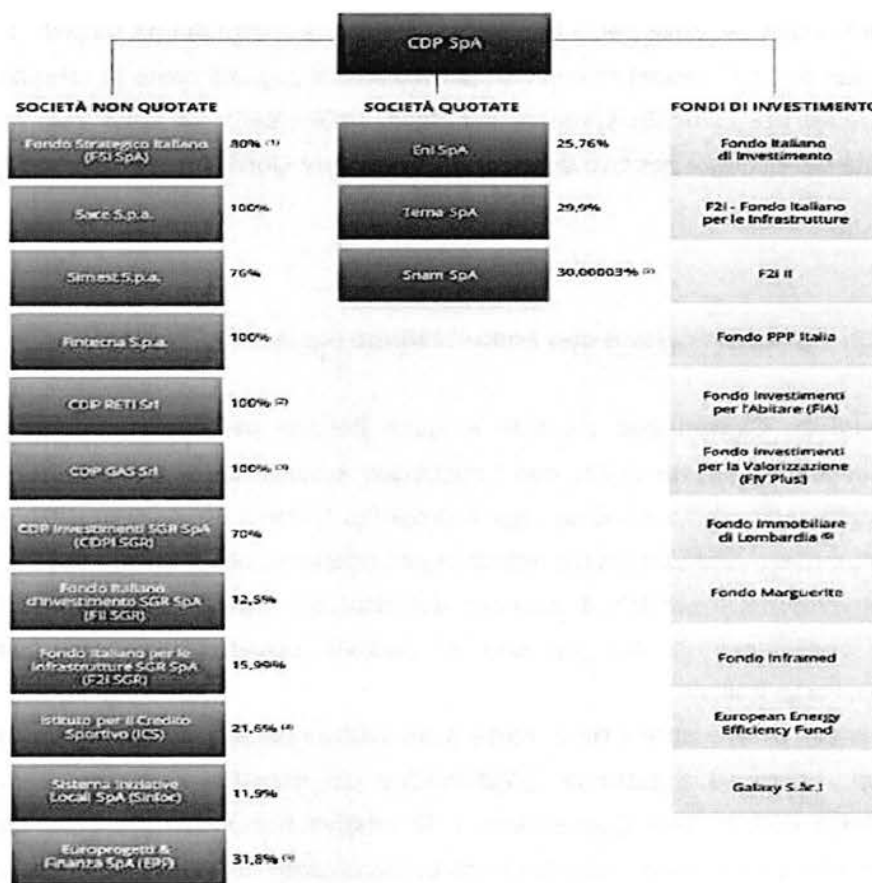 CDP SpA
SOCIETÀ NON QUOTATE
Fondo Strategico Italiano
(FSI SpA)
80% (1)
Sace S.p.a.
100%
Simest S.p.a.
76%
Fintecna S.p.a.
100%
CDP RETI Srl
100% (2)
CDP GAS Srl
100% (3)
CDP Investimenti SGR SpA
(CDPI SGR)
70%
Fondo Italiano
d'Investimento SGR SpA
(FII SGR)
12,5%
Fondo Italiano per le
Infrastrutture SGR SpA
(F2i SGR)
15,99%
Istituto per il Credito
Sportivo (ICS)
21,6% (4)
Sistema Iniziative
Locali SpA (Sinloc)
11,9%
Europrogetti &
Finanza SpA (EPF)
31,8%
SOCIETÀ QUOTATE
Eni SpA
25,76%
Terna SpA
29,9%
Snam SpA
30,00003%
FONDI DI INVESTIMENTO
Fondo Italiano
di Investimento
F2i - Fondo Italiano
per le Infrastrutture
F2i II
Fondo PPP Italia
Fondo Investimenti
per l'Abitare (FIA)
Fondo Investimenti
per la Valorizzazione
(FIV Plus)
Fondo Immobiliare
di Lombardia (6)
Fondo Marguerite
Fondo Inframed
European Energy
Efficiency Fund
Galaxy S.àr.l